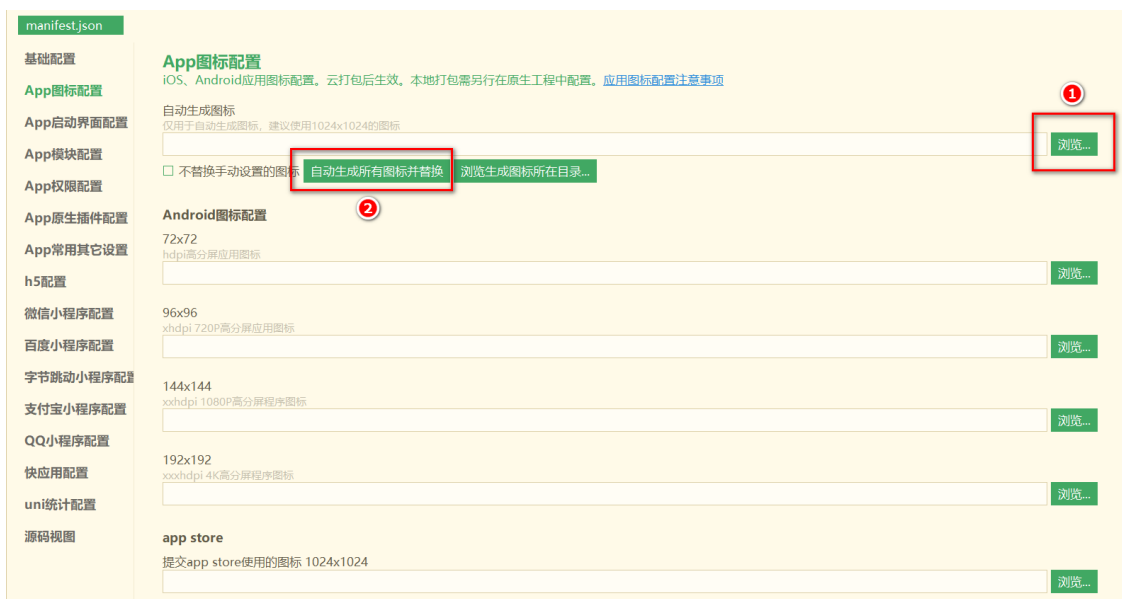 manifest.json
基础配置
App图标配置
App启动界面配置
App模块配置
App权限配置
App原生插件配置
App常用其它设置
h5配置
微信小程序配置
百度小程序配置
字节跳动小程序配置
支付宝小程序配置
QQ小程序配置
快应用配置
uni统计配置
源码视图
App图标配置
iOS、Android应用图标配置。云打包后生效。本地打包需另行在原生工程中配置。应用图标配置注意事项
1
自动生成图标
仅用于自动生成图标，建议使用1024x1024的图标
浏览...
不替换手动设置的图标 自动生成所有图标并替换 浏览生成图标所在目录...
2
Android图标配置
72x72
hdpi高分屏应用图标
浏览...
96x96
xhdpi 720P高分屏应用图标
浏览...
144x144
xxhdpi 1080P高分屏程序图标
浏览...
192x192
xxxhdpi 4K高分屏程序图标
浏览...
app store
提交app store使用的图标 1024x1024
浏览...